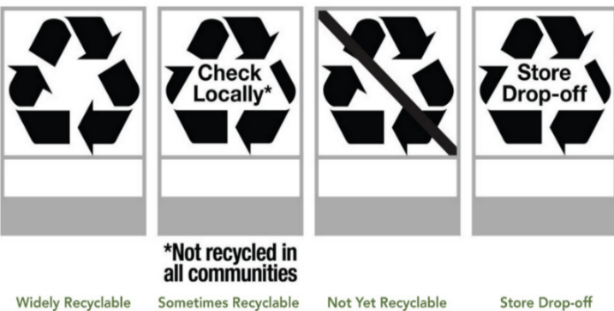 Check
Locally*
Store
Drop-off
*Not recycled in
all communities
Widely Recyclable
Sometimes Recyclable
Not Yet Recyclable
Store Drop-off